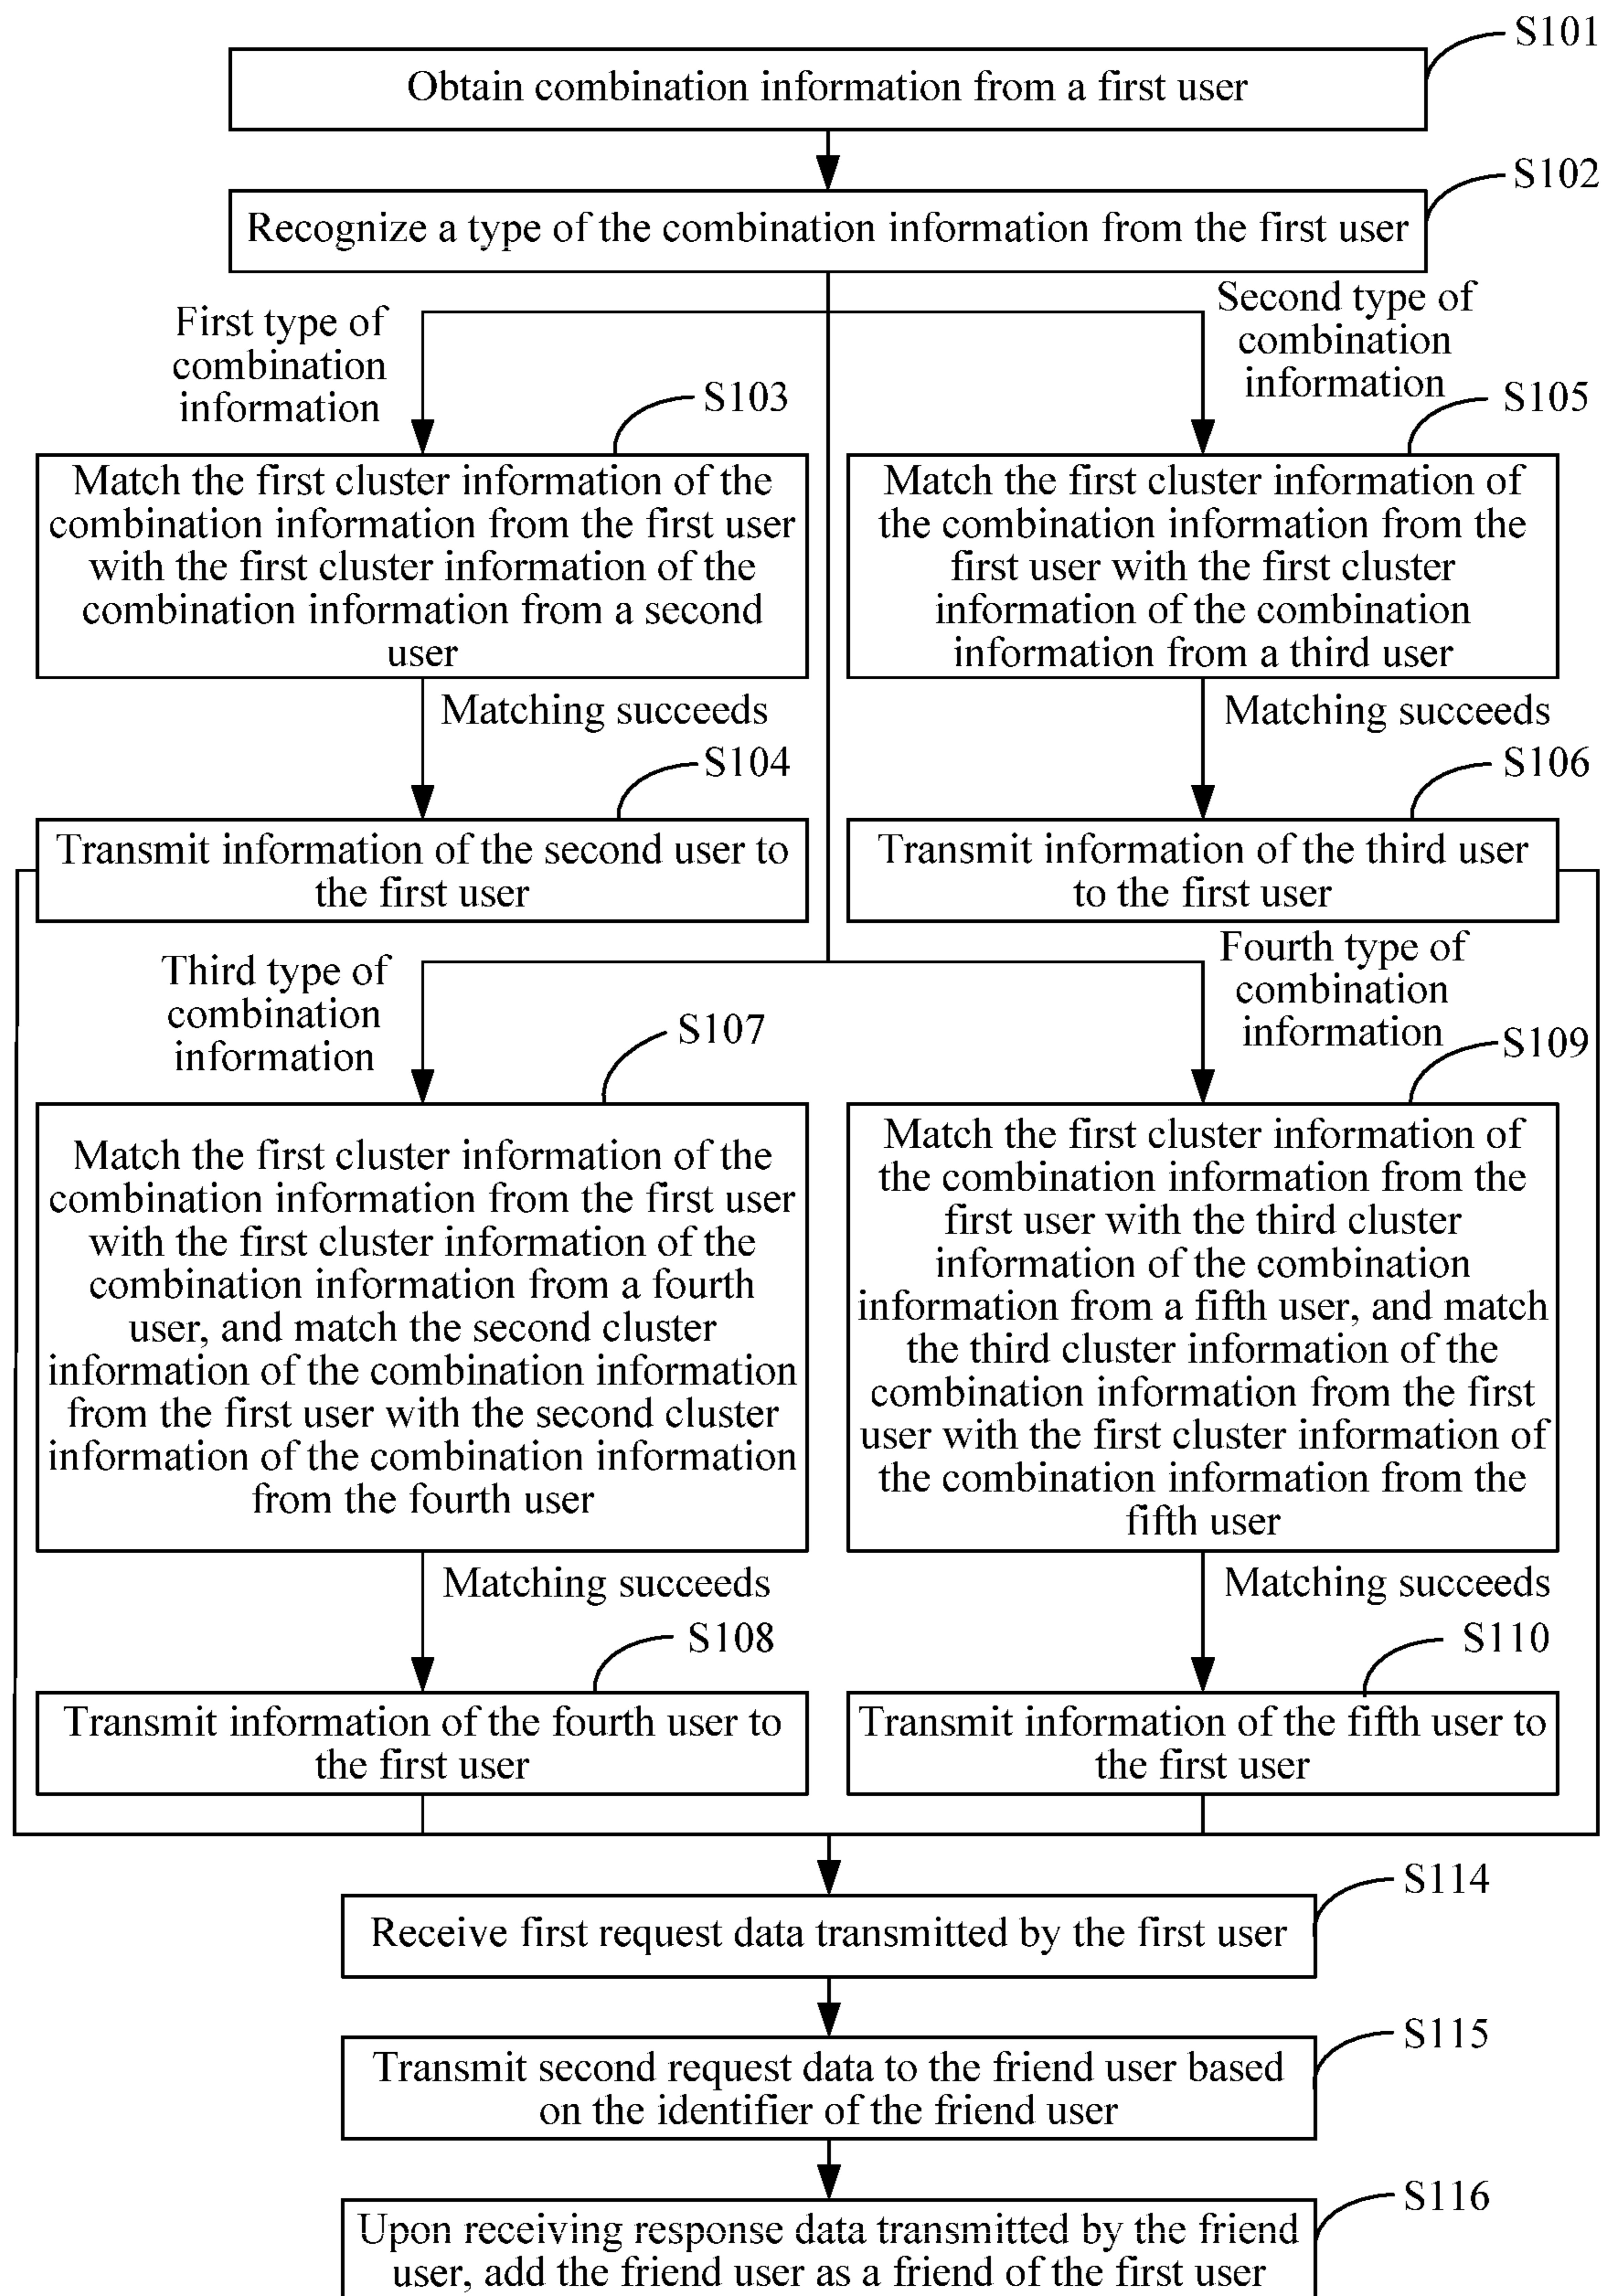 S101
Obtain combination information from a first user
S102
Recognize a type of the combination information from the first user
First type of
combination
information
Second type of
combination
information
S103
Match the first cluster information of the
combination information from the first user
with the first cluster information of the
combination information from a second
user
S105
Match the first cluster information of
the combination information from the
first user with the first cluster
information of the combination
information from a third user
Matching succeeds
Matching succeeds
S104
Transmit information of the second user to
the first user
S106
Transmit information of the third user
to the first user
Third type of
combination
information
Fourth type of
combination
information
S107
Match the first cluster information of the
combination information from the first user
with the first cluster information of the
combination information from a fourth
user, and match the second cluster
information of the combination information
from the first user with the second cluster
information of the combination information
from the fourth user
S109
Match the first cluster information of
the combination information from the
first user with the third cluster
information of the combination
information from a fifth user, and match
the third cluster information of the
combination information from the first
user with the first cluster information of
the combination information from the
fifth user
Matching succeeds
Matching succeeds
S108
Transmit information of the fourth user to
the first user
S110
Transmit information of the fifth user to
the first user
S114
Receive first request data transmitted by the first user
S115
Transmit second request data to the friend user based
on the identifier of the friend user
S116
Upon receiving response data transmitted by the friend
user, add the friend user as a friend of the first user